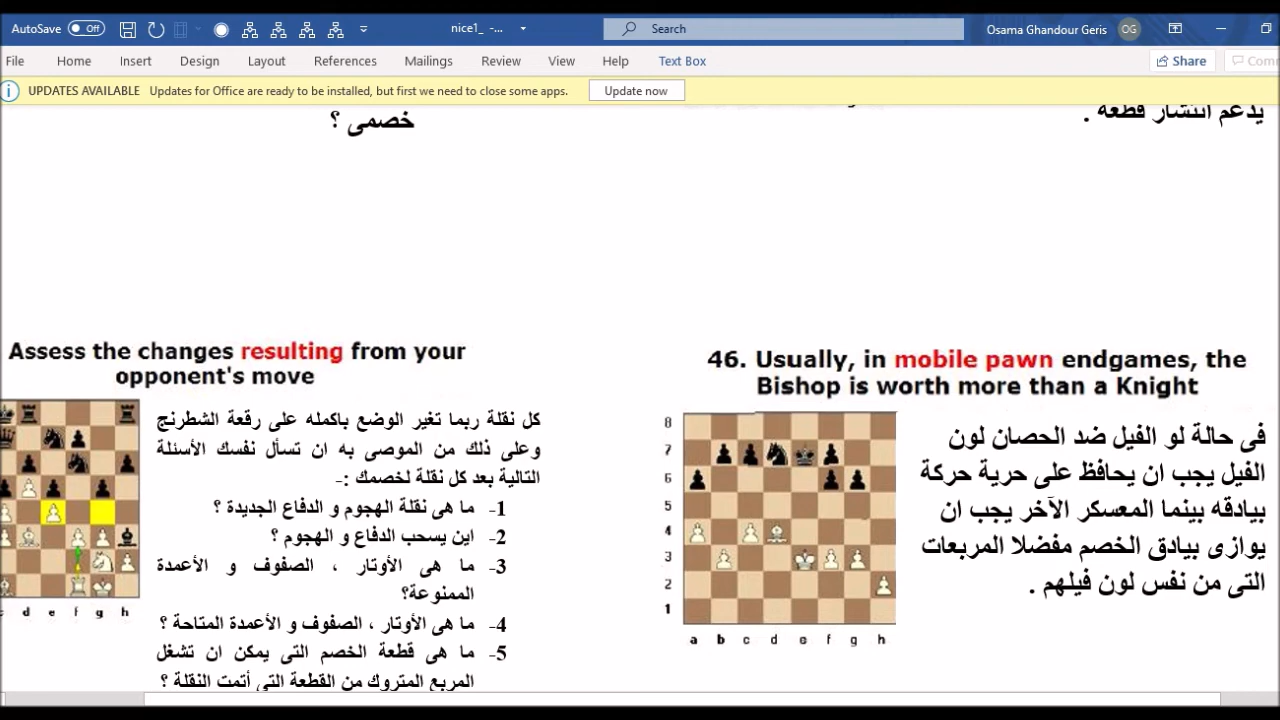 AutoSave Off
nice1_ -...
Search
Osama Ghandour Geris OG
File Home Insert Design Layout References Mailings Review View Help Text Box
Share
UPDATES AVAILABLE Updates for Office are ready to be installed, but first we need to close some apps. Update now
خصمى ؟
يدعم انتشار قطعه .
Assess the changes resulting from your
opponent's move
كل نقلة ربما تغير الوضع باكمله على رقعة الشطرنج
وعلى ذلك من الموصى به ان تسأل نفسك الأسئلة
التالية بعد كل نقلة لخصمك :-
1- ما هى نقلة الهجوم و الدفاع الجديدة ؟
2- اين يسحب الدفاع و الهجوم ؟
3- ما هى الأوتار ، الصفوف و الأعمدة
الممنوعة؟
4- ما هى الأوتار ، الصفوف و الأعمدة المتاحة ؟
5- ما هى قطعة الخصم التى يمكن ان تشغل
المربع المتروك من القطعة التى أتمت النقلة ؟
c d e f g h
46. Usually, in mobile pawn endgames, the
Bishop is worth more than a Knight
8
7
6
5
4
3
2
1
a b c d e f g h
فى حالة لو الفيل ضد الحصان لون
الفيل يجب ان يحافظ على حرية حركة
بيادقه بينما المعسكر الآخر يجب ان
يوازى بيادق الخصم مفضلا المربعات
التى من نفس لون فيلهم .